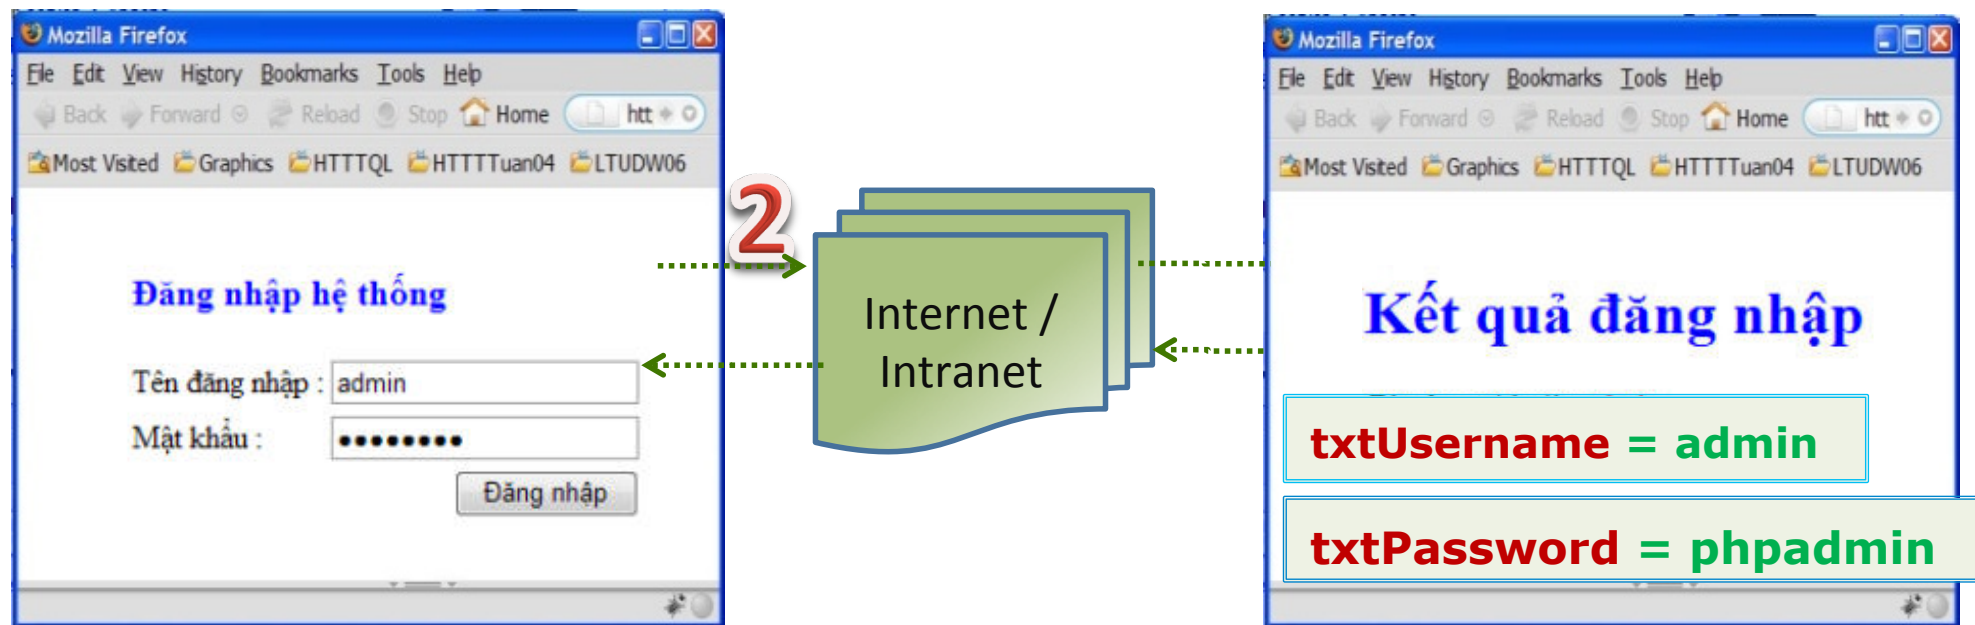 Mozilla Firefox
File Edit View History Bookmarks Tools Help
Back Forward Reload Stop Home htt
Most Visited Graphics HTTTQL HTTTTuan04 LTUDW06
Đăng nhập hệ thống
Tên đăng nhập : admin
Mật khẩu : ●●●●●●●●
Đăng nhập
2
Internet /
Intranet
Mozilla Firefox
File Edit View History Bookmarks Tools Help
Back Forward Reload Stop Home htt
Most Visited Graphics HTTTQL HTTTTuan04 LTUDW06
Kết quả đăng nhập
txtUsername = admin
txtPassword = phpadmin